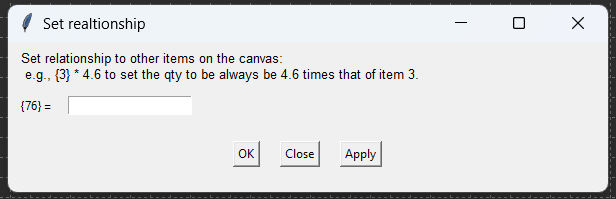 Set realtionship
Set relationship to other items on the canvas:
e.g., {3} * 4.6 to set the qty to be always be 4.6 times that of item 3.
{76} =
OK Close Apply